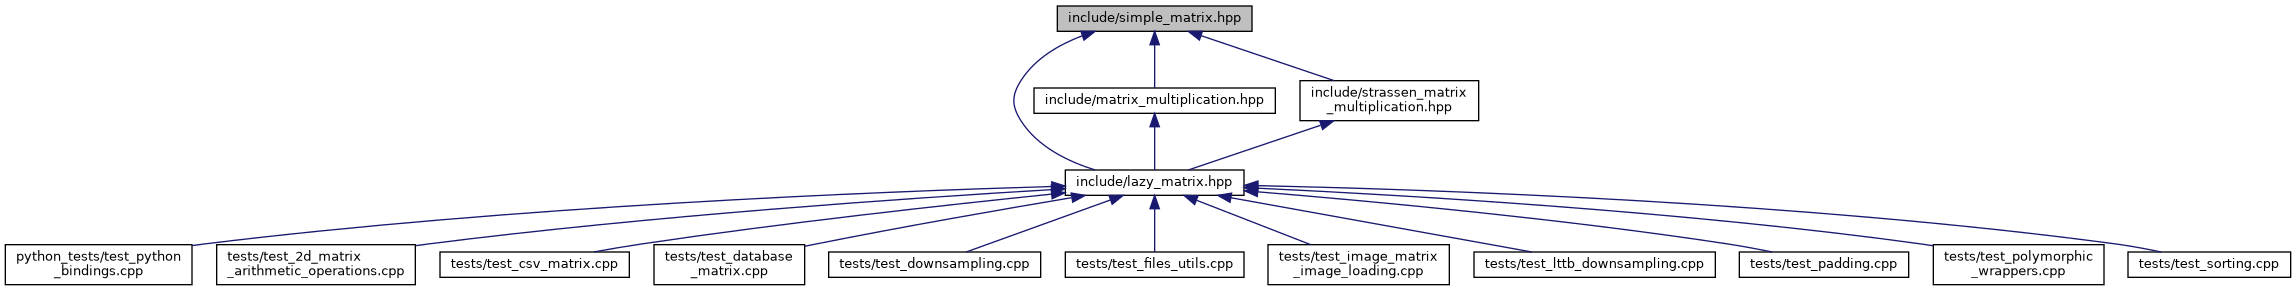 include/simple_matrix.hpp
include/matrix_multiplication.hpp
include/strassen_matrix
_multiplication.hpp
include/lazy_matrix.hpp
python_tests/test_python
_bindings.cpp
tests/test_2d_matrix
_arithmetic_operations.cpp
tests/test_csv_matrix.cpp
tests/test_database
_matrix.cpp
tests/test_downsampling.cpp
tests/test_files_utils.cpp
tests/test_image_matrix
_image_loading.cpp
tests/test_lttb_downsampling.cpp
tests/test_padding.cpp
tests/test_polymorphic
_wrappers.cpp
tests/test_sorting.cpp